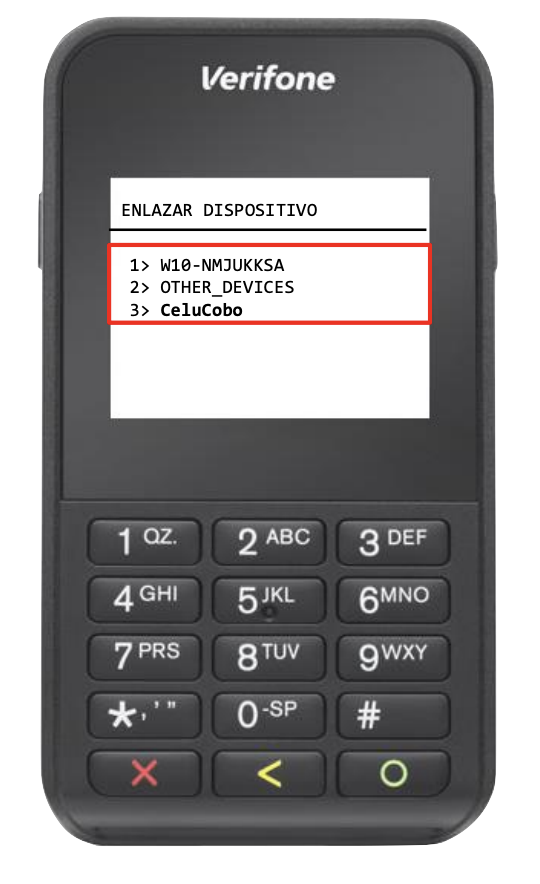 Verifone
ENLAZAR DISPOSITIVO
1> W10-NMJUKKSA
2> OTHER_DEVICES
3> CeluCobo
1 QZ. 2 ABC 3 DEF
4 GHI 5 JKL 6 MNO
7 PRS 8 TUV 9 WXY
*,'" 0 -SP #
X < O